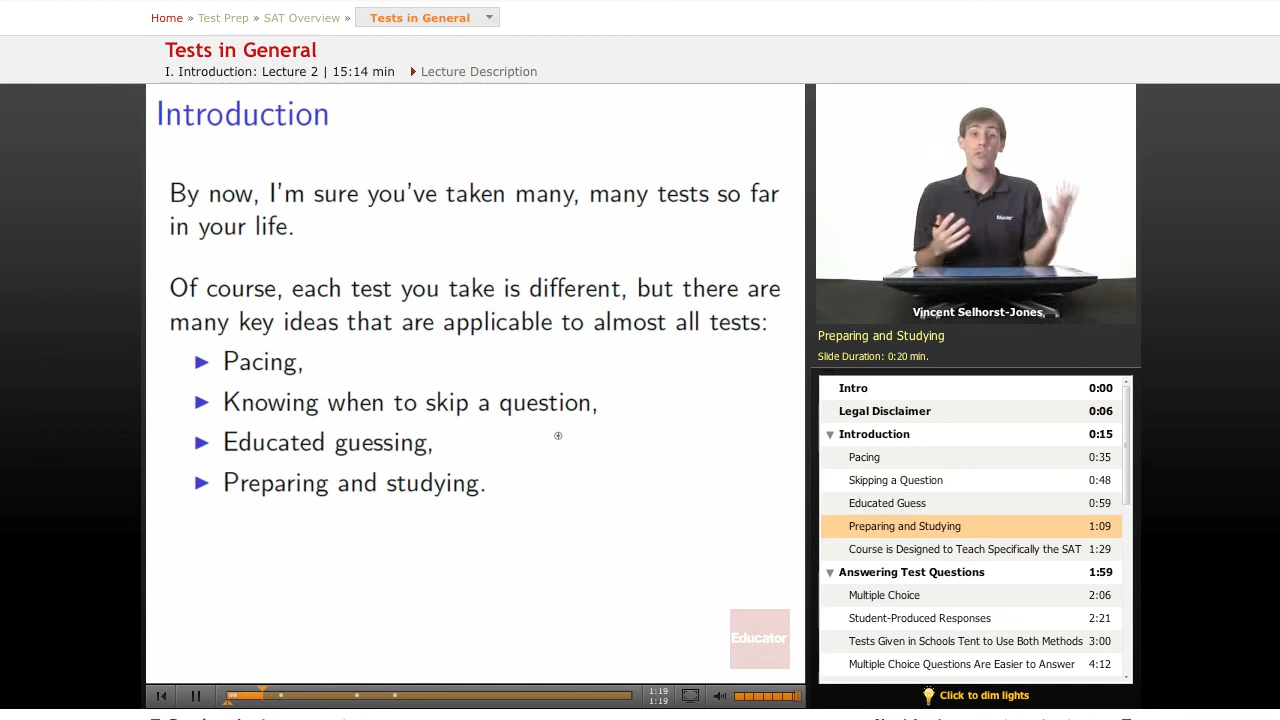 Home » Test Prep » SAT Overview » Tests in General
Tests in General
I. Introduction: Lecture 2 | 15:14 min Lecture Description
Introduction
By now, I'm sure you've taken many, many tests so far
in your life.
Of course, each test you take is different, but there are
many key ideas that are applicable to almost all tests:
Pacing,
Knowing when to skip a question,
Educated guessing,
Preparing and studying.
Educator
1:19
1:19
Educator
Vincent Selhorst-Jones
Preparing and Studying
Slide Duration: 0:20 min.
Intro 0:00
Legal Disclaimer 0:06
Introduction 0:15
Pacing 0:35
Skipping a Question 0:48
Educated Guess 0:59
Preparing and Studying 1:09
Course is Designed to Teach Specifically the SAT 1:29
Answering Test Questions 1:59
Multiple Choice 2:06
Student-Produced Responses 2:21
Tests Given in Schools Tent to Use Both Methods 3:00
Multiple Choice Questions Are Easier to Answer 4:12
Click to dim lights